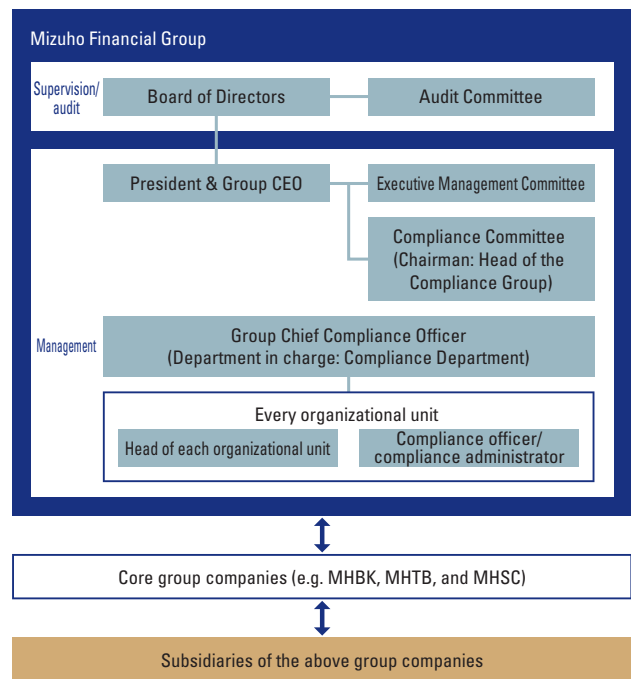 Mizuho Financial Group
Supervision/
audit
Board of Directors
Audit Committee
President & Group CEO
Executive Management Committee
Compliance Committee
(Chairman: Head of the
Compliance Group)
Management
Group Chief Compliance Officer
(Department in charge: Compliance Department)
Every organizational unit
Head of each organizational unit
Compliance officer/
compliance administrator
Core group companies (e.g. MHBK, MHTB, and MHSC)
Subsidiaries of the above group companies